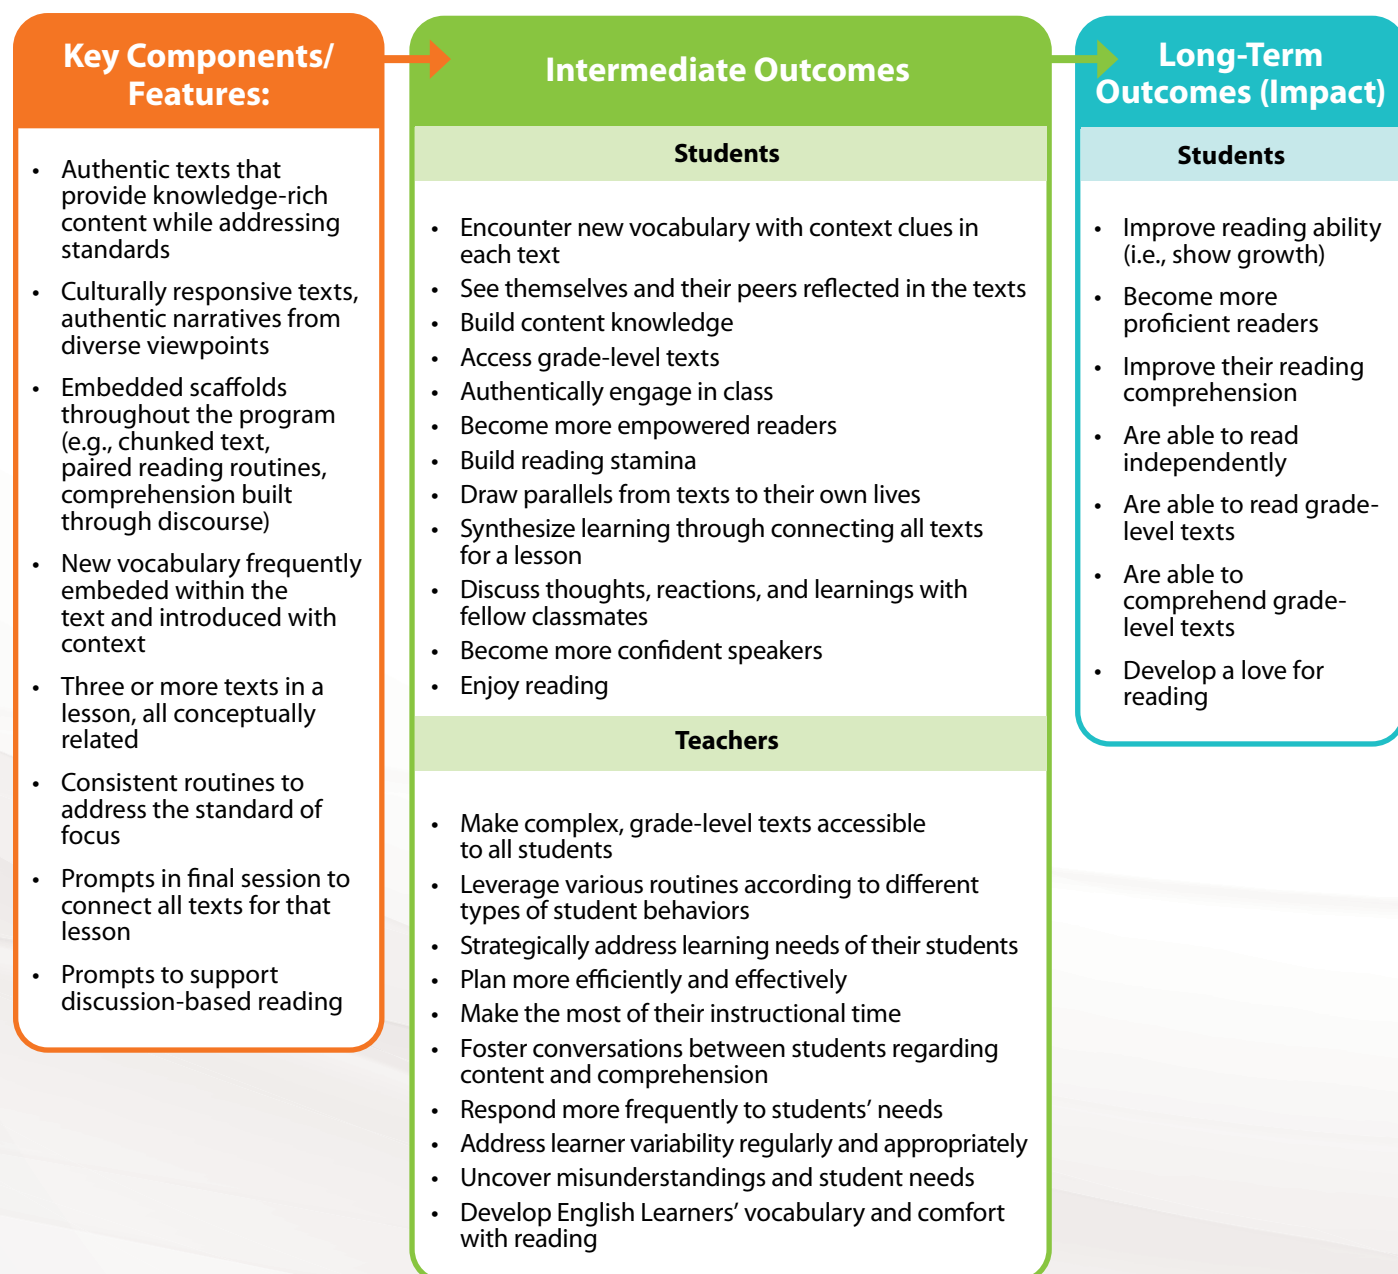 Key Components/
Features:
• Authentic texts that
provide knowledge-rich
content while addressing
standards
• Culturally responsive texts,
authentic narratives from
diverse viewpoints
• Embedded scaffolds
throughout the program
(e.g., chunked text,
paired reading routines,
comprehension built
through discourse)
• New vocabulary frequently
embeded within the
text and introduced with
context
• Three or more texts in a
lesson, all conceptually
related
• Consistent routines to
address the standard of
focus
• Prompts in final session to
connect all texts for that
lesson
• Prompts to support
discussion-based reading
Intermediate Outcomes
Students
• Encounter new vocabulary with context clues in
each text
• See themselves and their peers reflected in the texts
• Build content knowledge
• Access grade-level texts
• Authentically engage in class
• Become more empowered readers
• Build reading stamina
• Draw parallels from texts to their own lives
• Synthesize learning through connecting all texts
for a lesson
• Discuss thoughts, reactions, and learnings with
fellow classmates
• Become more confident speakers
• Enjoy reading
Teachers
• Make complex, grade-level texts accessible
to all students
• Leverage various routines according to different
types of student behaviors
• Strategically address learning needs of their students
• Plan more efficiently and effectively
• Make the most of their instructional time
• Foster conversations between students regarding
content and comprehension
• Respond more frequently to students’ needs
• Address learner variability regularly and appropriately
• Uncover misunderstandings and student needs
• Develop English Learners’ vocabulary and comfort
with reading
Long-Term
Outcomes (Impact)
Students
• Improve reading ability
(i.e., show growth)
• Become more
proficient readers
• Improve their reading
comprehension
• Are able to read
independently
• Are able to read grade-
level texts
• Are able to
comprehend grade-
level texts
• Develop a love for
reading